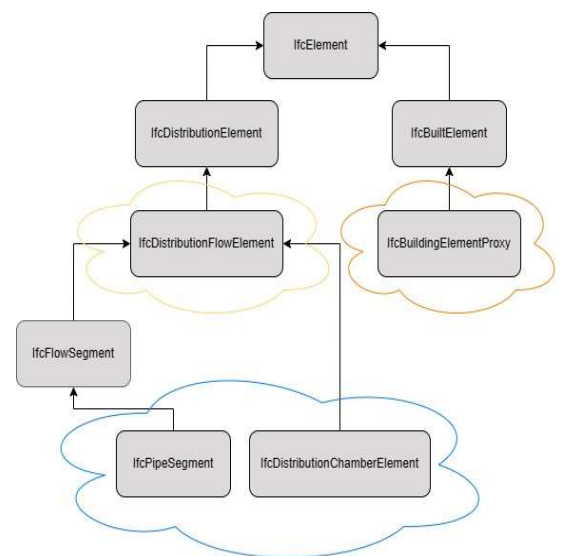 IfcElement
IfcDistributionElement
IfcBuiltElement
IfcDistributionFlowElement
IfcBuildingElementProxy
IfcFlowSegment
IfcPipeSegment
IfcDistributionChamberElement